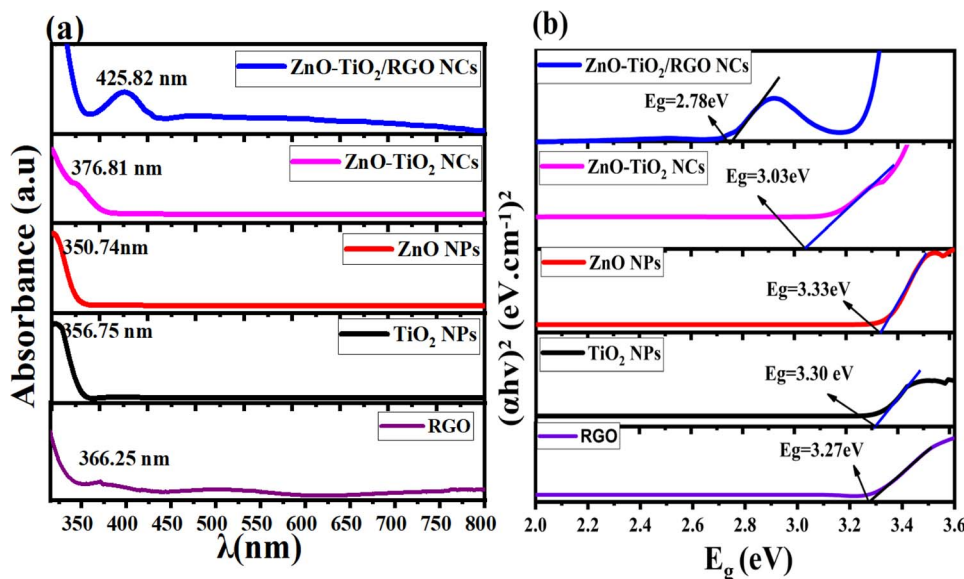 (a)
ZnO-TiO₂/RGO NCs
425.82 nm
ZnO-TiO₂ NCs
376.81 nm
ZnO NPs
350.74nm
TiO₂ NPs
356.75 nm
RGO
366.25 nm
Absorbance (a.u)
350 400 450 500 550 600 650 700 750 800
λ(nm)
(b)
ZnO-TiO₂/RGO NCs
Eg=2.78eV
ZnO-TiO₂ NCs
Eg=3.03eV
ZnO NPs
Eg=3.33eV
TiO₂ NPs
Eg=3.30 eV
RGO
Eg=3.27eV
(αhν)² (eV.cm⁻¹)²
2.0 2.2 2.4 2.6 2.8 3.0 3.2 3.4 3.6
E_g (eV)